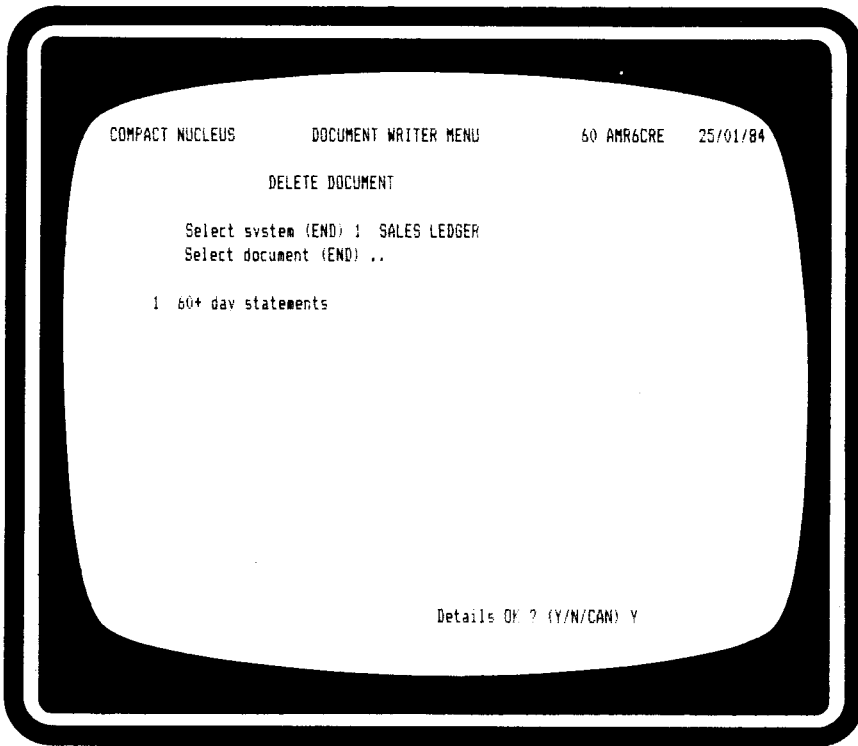 COMPACT NUCLEUS DOCUMENT WRITER MENU 60 AMR6CRE 25/01/84
DELETE DOCUMENT
Select system (END) 1 SALES LEDGER
Select document (END) ..
1 60+ day statements
Details OK ? (Y/N/CAN) Y